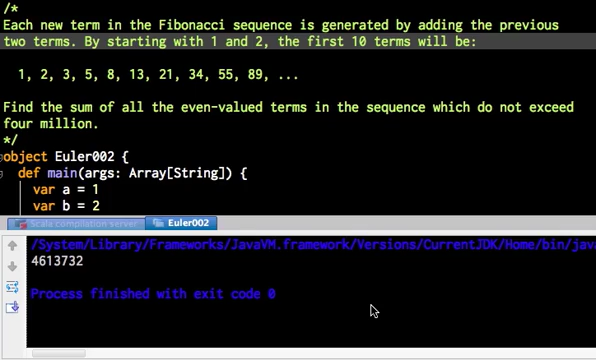 /*
Each new term in the Fibonacci sequence is generated by adding the previous
two terms. By starting with 1 and 2, the first 10 terms will be:
1, 2, 3, 5, 8, 13, 21, 34, 55, 89, ...
Find the sum of all the even-valued terms in the sequence which do not exceed
four million.
*/
object Euler002 {
def main(args: Array[String]) {
var a = 1
var b = 2
Scala compilation server Euler002
/System/Library/Frameworks/JavaVM.framework/Versions/CurrentJDK/Home/bin/jav
4613732
Process finished with exit code 0